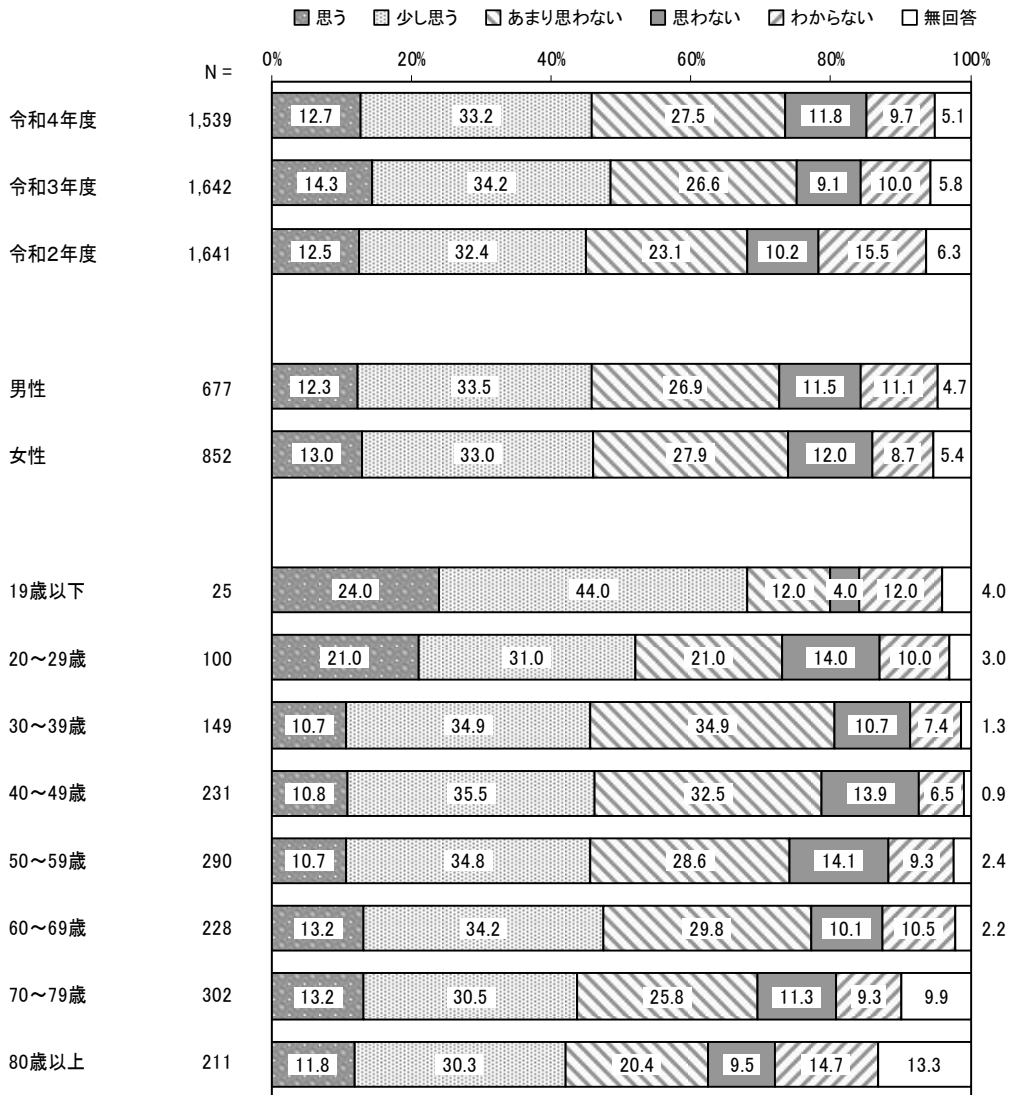 思う 少し思う あまり思わない 思わない わからない 無回答
N = 0% 20% 40% 60% 80% 100%
令和4年度 1,539 12.7 33.2 27.5 11.8 9.7 5.1
令和3年度 1,642 14.3 34.2 26.6 9.1 10.0 5.8
令和2年度 1,641 12.5 32.4 23.1 10.2 15.5 6.3
男性 677 12.3 33.5 26.9 11.5 11.1 4.7
女性 852 13.0 33.0 27.9 12.0 8.7 5.4
19歳以下 25 24.0 44.0 12.0 4.0 12.0 4.0
20～29歳 100 21.0 31.0 21.0 14.0 10.0 3.0
30～39歳 149 10.7 34.9 34.9 10.7 7.4 1.3
40～49歳 231 10.8 35.5 32.5 13.9 6.5 0.9
50～59歳 290 10.7 34.8 28.6 14.1 9.3 2.4
60～69歳 228 13.2 34.2 29.8 10.1 10.5 2.2
70～79歳 302 13.2 30.5 25.8 11.3 9.3 9.9
80歳以上 211 11.8 30.3 20.4 9.5 14.7 13.3